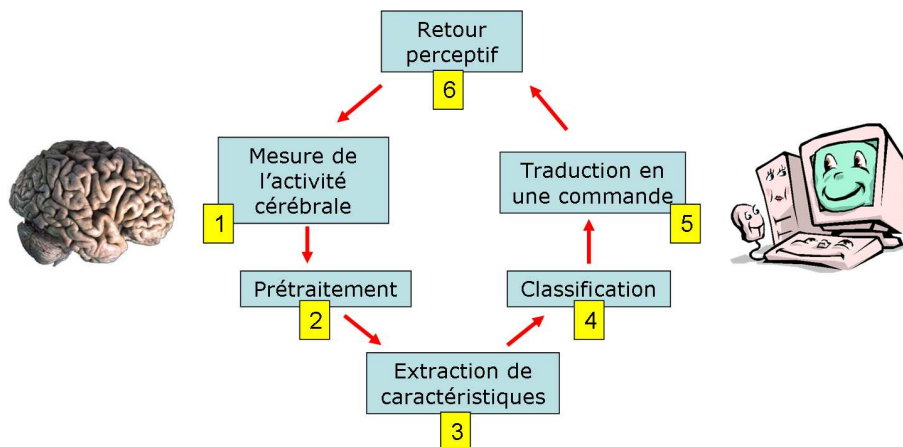 Retour
perceptif
6
Mesure de
l'activité
cérébrale
1
Traduction en
une commande
5
Prétraitement
2
Classification
4
Extraction de
caractéristiques
3